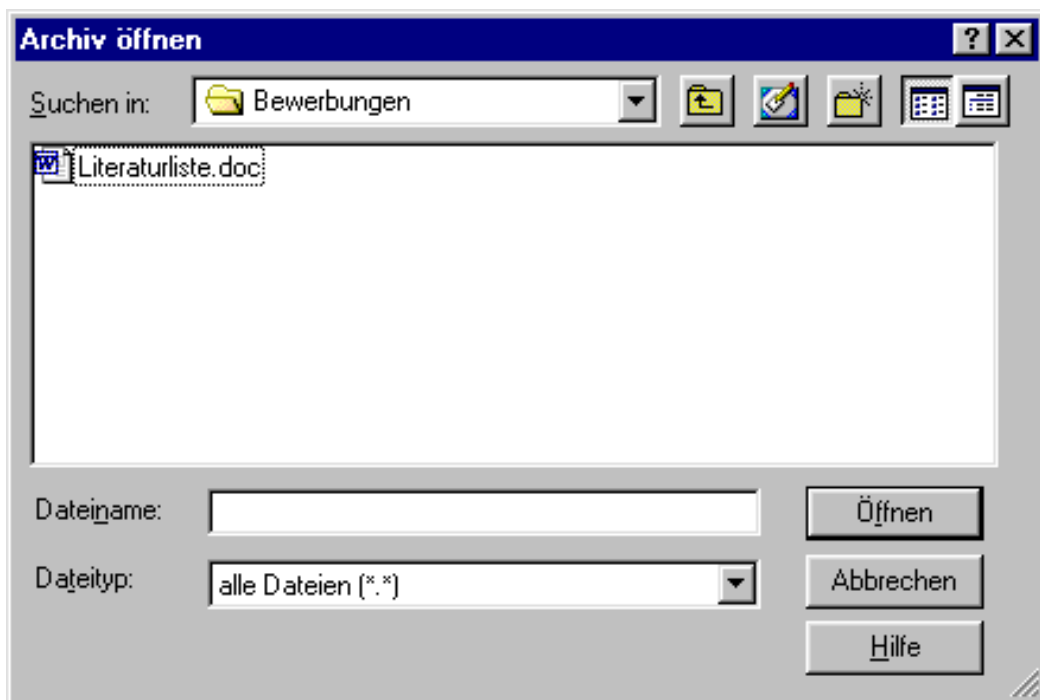 Archiv öffnen
Suchen in: Bewerbungen
Literaturliste.doc
Dateiname: Öffnen
Dateityp: alle Dateien (*.*) Abbrechen
Hilfe